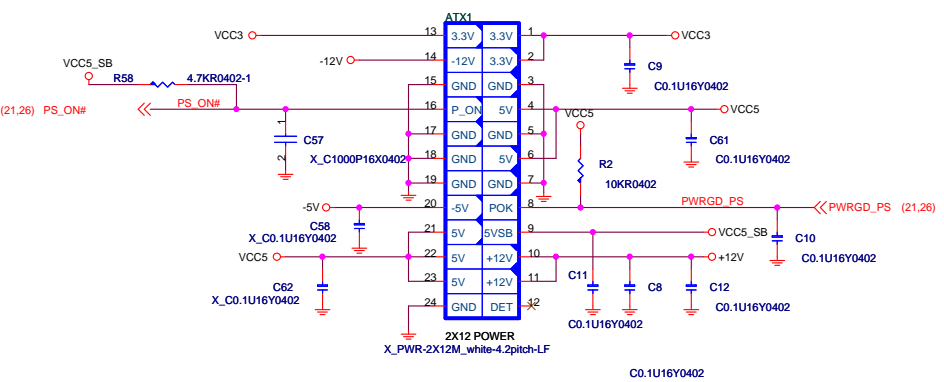 ATX1
VCC3 13 3.3V 3.3V 1 VCC3
-12V 14 -12V 3.3V 2
VCC5_SB
R58 4.7KR0402-1
C9
C0.1U16Y0402
15 GND GND 3
(21,26) PS_ON# PS_ON# 16 P_ON 5V 4 VCC5
VCC5
1
C57
2
X_C1000P16X0402
17 GND GND 5
C61
C0.1U16Y0402
18 GND 5V 6
R2
10KR0402
19 GND GND 7
-5V 20 -5V POK 8 PWRGD_PS PWRGD_PS (21,26)
C58
X_C0.1U16Y0402
21 5V 5VSB 9 VCC5_SB
C10
C0.1U16Y0402
VCC5 22 5V +12V 10 +12V
C62
X_C0.1U16Y0402
23 5V +12V 11
C11 C8 C12
C0.1U16Y0402
C0.1U16Y0402
24 GND DET 12
2X12 POWER
X_PWR-2X12M_white-4.2pitch-LF
C0.1U16Y0402